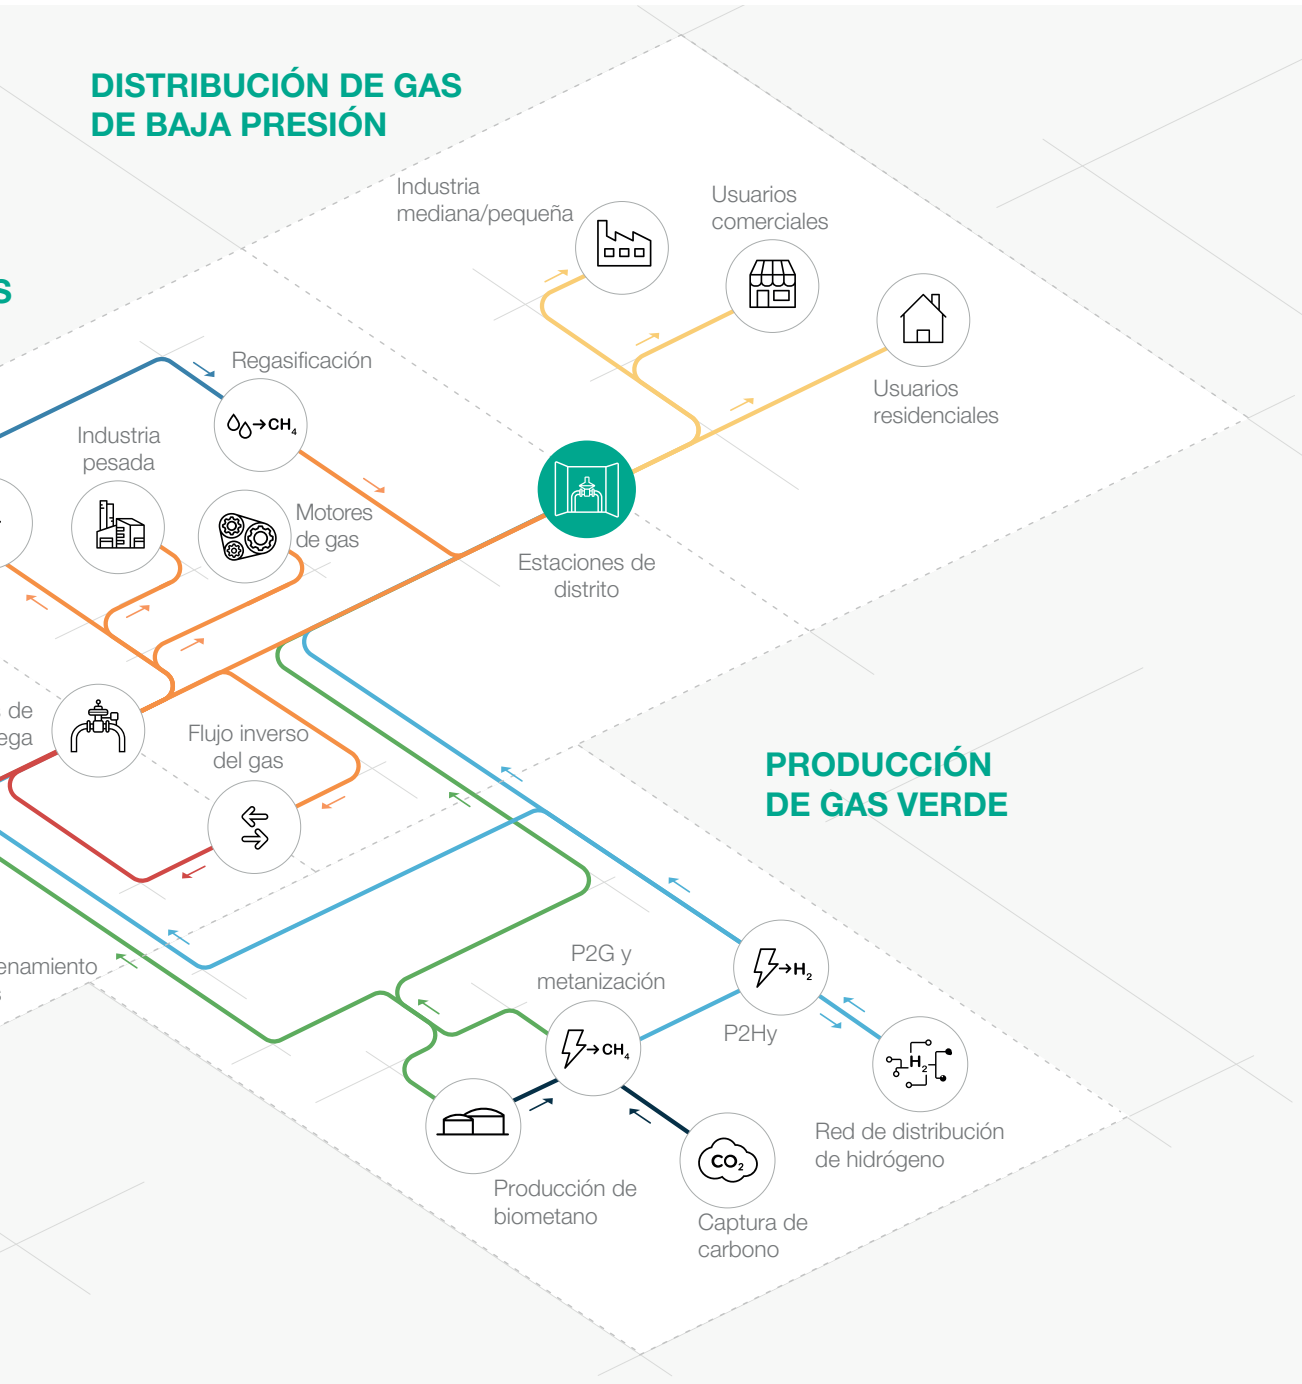 DISTRIBUCIÓN DE GAS
DE BAJA PRESIÓN
Industria
mediana/pequeña
Usuarios
comerciales
S
Regasificación
CH4
Usuarios
residenciales
Industria
pesada
Motores
de gas
Estaciones de
distrito
de
Flujo inverso
del gas
PRODUCCIÓN
DE GAS VERDE
P2G y
metanización
H2
P2Hy
CH4
H2
Red de distribución
de hidrógeno
CO2
Producción de
biometano
Captura de
carbono